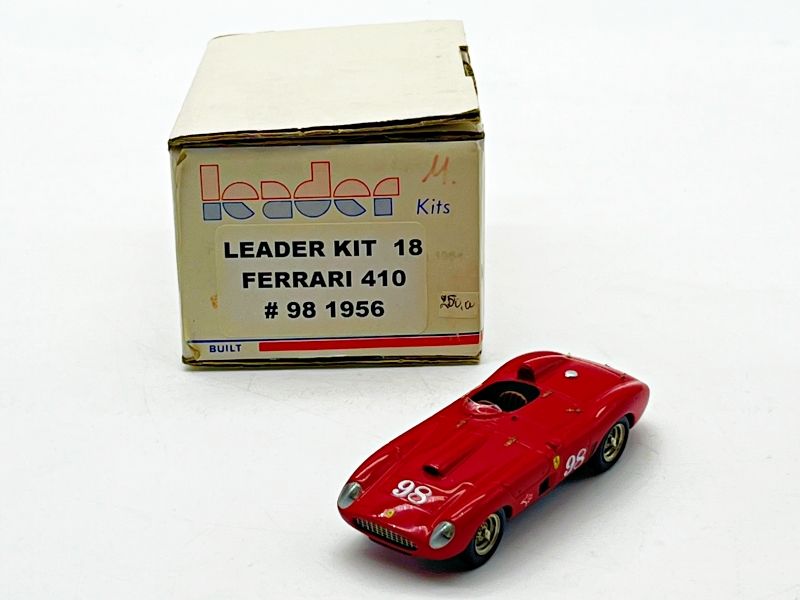 leader
Kits
LEADER KIT 18
FERRARI 410
# 98 1956
BUILT
98
98